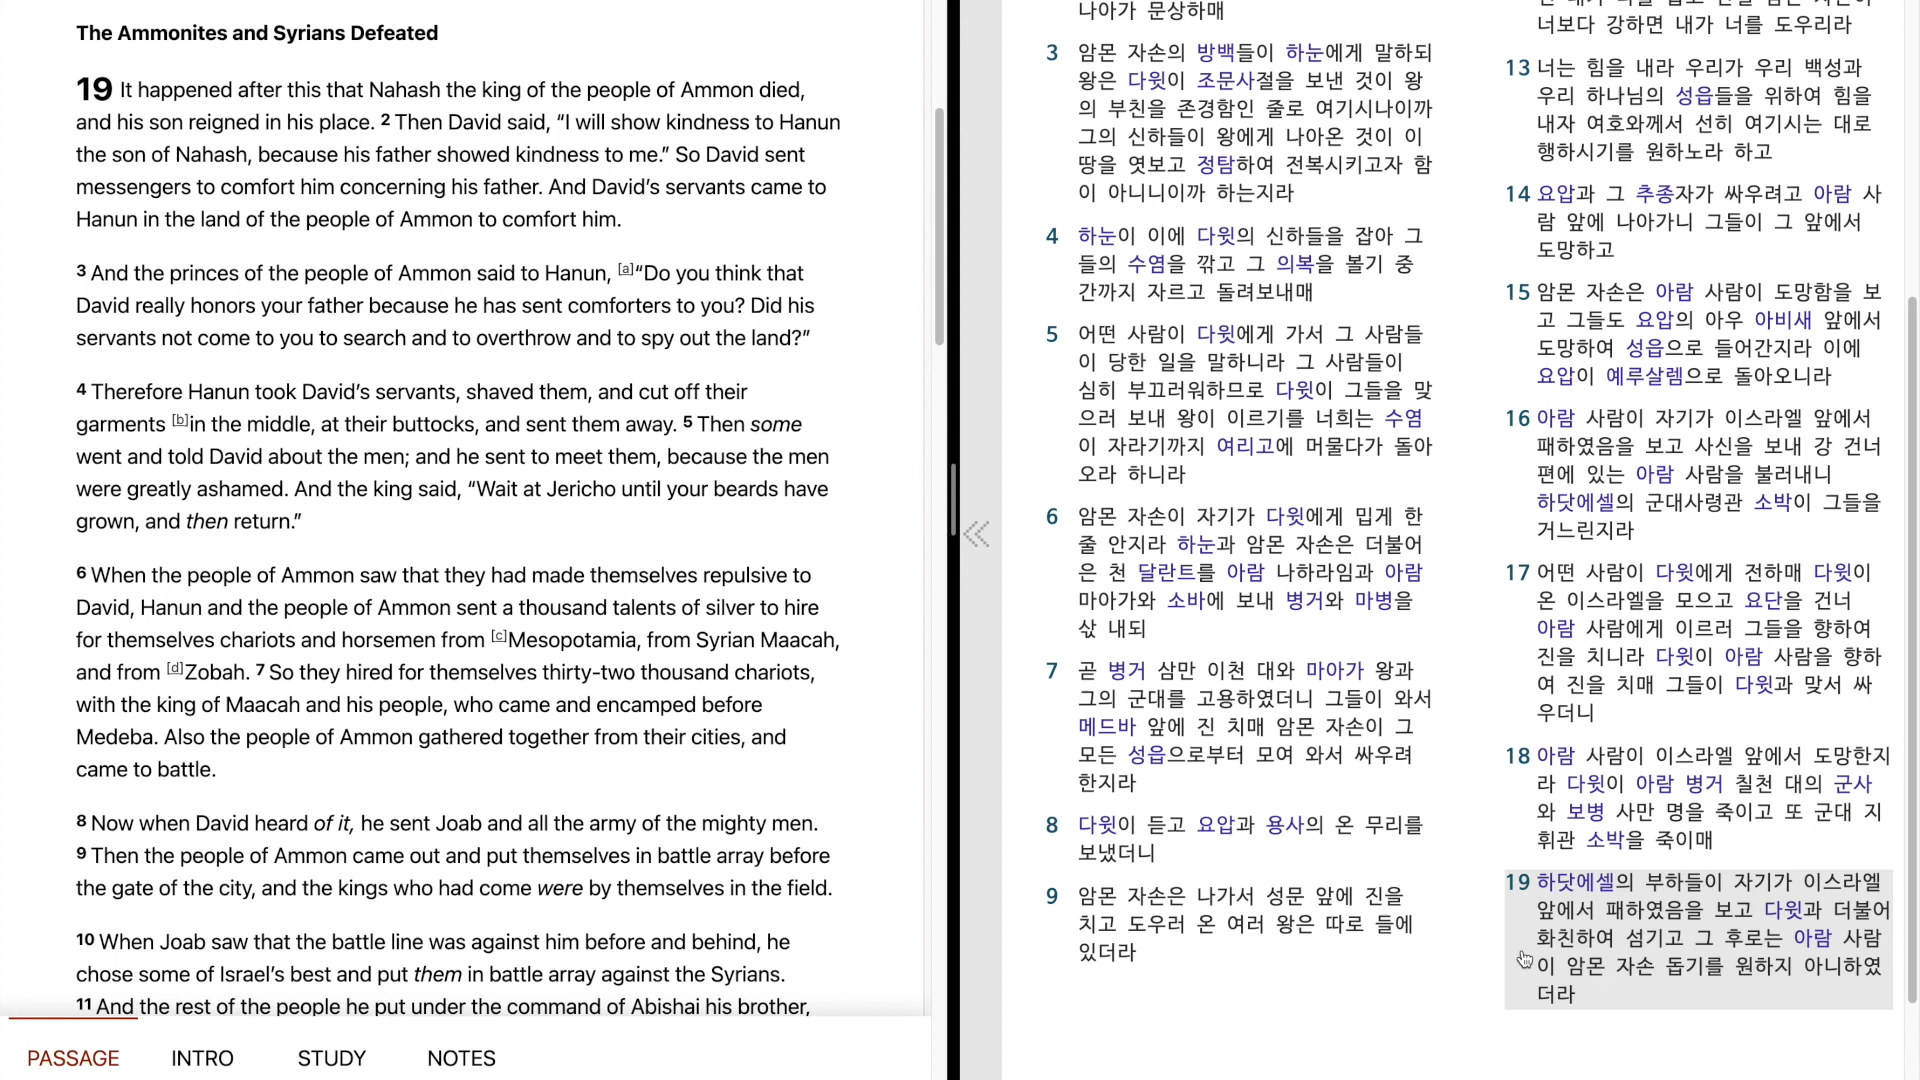 The Ammonites and Syrians Defeated
19 It happened after this that Nahash the king of the people of Ammon died,
and his son reigned in his place. 2 Then David said, “I will show kindness to Hanun
the son of Nahash, because his father showed kindness to me.” So David sent
messengers to comfort him concerning his father. And David’s servants came to
Hanun in the land of the people of Ammon to comfort him.
3 And the princes of the people of Ammon said to Hanun, [a]“Do you think that
David really honors your father because he has sent comforters to you? Did his
servants not come to you to search and to overthrow and to spy out the land?”
4 Therefore Hanun took David’s servants, shaved them, and cut off their
garments [b]in the middle, at their buttocks, and sent them away. 5 Then some
went and told David about the men; and he sent to meet them, because the men
were greatly ashamed. And the king said, “Wait at Jericho until your beards have
grown, and then return.”
6 When the people of Ammon saw that they had made themselves repulsive to
David, Hanun and the people of Ammon sent a thousand talents of silver to hire
for themselves chariots and horsemen from [c]Mesopotamia, from Syrian Maacah,
and from [d]Zobah. 7 So they hired for themselves thirty-two thousand chariots,
with the king of Maacah and his people, who came and encamped before
Medeba. Also the people of Ammon gathered together from their cities, and
came to battle.
8 Now when David heard of it, he sent Joab and all the army of the mighty men.
9 Then the people of Ammon came out and put themselves in battle array before
the gate of the city, and the kings who had come were by themselves in the field.
10 When Joab saw that the battle line was against him before and behind, he
chose some of Israel’s best and put them in battle array against the Syrians.
11 And the rest of the people he put under the command of Abishai his brother,
PASSAGE INTRO STUDY NOTES
나아가 문상하매
3 암몬 자손의 방백들이 하눈에게 말하되
왕은 다윗이 조문사절을 보낸 것이 왕
의 부친을 존경함인 줄로 여기시나이까
그의 신하들이 왕에게 나아온 것이 이
땅을 엿보고 정탐하여 전복시키고자 함
이 아니니이까 하는지라
4 하눈이 이에 다윗의 신하들을 잡아 그
들의 수염을 깎고 그 의복을 볼기 중
간까지 자르고 돌려보내매
5 어떤 사람이 다윗에게 가서 그 사람들
이 당한 일을 말하니라 그 사람들이
심히 부끄러워하므로 다윗이 그들을 맞
으러 보내 왕이 이르기를 너희는 수염
이 자라기까지 여리고에 머물다가 돌아
오라 하니라
6 암몬 자손이 자기가 다윗에게 밉게 한
줄 안지라 하눈과 암몬 자손은 더불어
은 천 달란트를 아람 나하라임과 아람
마아가와 소바에 보내 병거와 마병을
삯 내되
7 곧 병거 삼만 이천 대와 마아가 왕과
그의 군대를 고용하였더니 그들이 와서
메드바 앞에 진 치매 암몬 자손이 그
모든 성읍으로부터 모여 와서 싸우려
한지라
8 다윗이 듣고 요압과 용사의 온 무리를
보냈더니
9 암몬 자손은 나가서 성문 앞에 진을
치고 도우러 온 여러 왕은 따로 들에
있더라
너보다 강하면 내가 너를 도우리라
13 너는 힘을 내라 우리가 우리 백성과
우리 하나님의 성읍들을 위하여 힘을
내자 여호와께서 선히 여기시는 대로
행하시기를 원하노라 하고
14 요압과 그 추종자가 싸우려고 아람 사
람 앞에 나아가니 그들이 그 앞에서
도망하고
15 암몬 자손은 아람 사람이 도망함을 보
고 그들도 요압의 아우 아비새 앞에서
도망하여 성읍으로 들어간지라 이에
요압이 예루살렘으로 돌아오니라
16 아람 사람이 자기가 이스라엘 앞에서
패하였음을 보고 사신을 보내 강 건너
편에 있는 아람 사람을 불러내니
하닷에셀의 군대사령관 소박이 그들을
거느린지라
17 어떤 사람이 다윗에게 전하매 다윗이
온 이스라엘을 모으고 요단을 건너
아람 사람에게 이르러 그들을 향하여
진을 치니라 다윗이 아람 사람을 향하
여 진을 치매 그들이 다윗과 맞서 싸
우더니
18 아람 사람이 이스라엘 앞에서 도망한지
라 다윗이 아람 병거 칠천 대의 군사
와 보병 사만 명을 죽이고 또 군대 지
휘관 소박을 죽이매
19 하닷에셀의 부하들이 자기가 이스라엘
앞에서 패하였음을 보고 다윗과 더불어
화친하여 섬기고 그 후로는 아람 사람
이 암몬 자손 돕기를 원하지 아니하였
더라